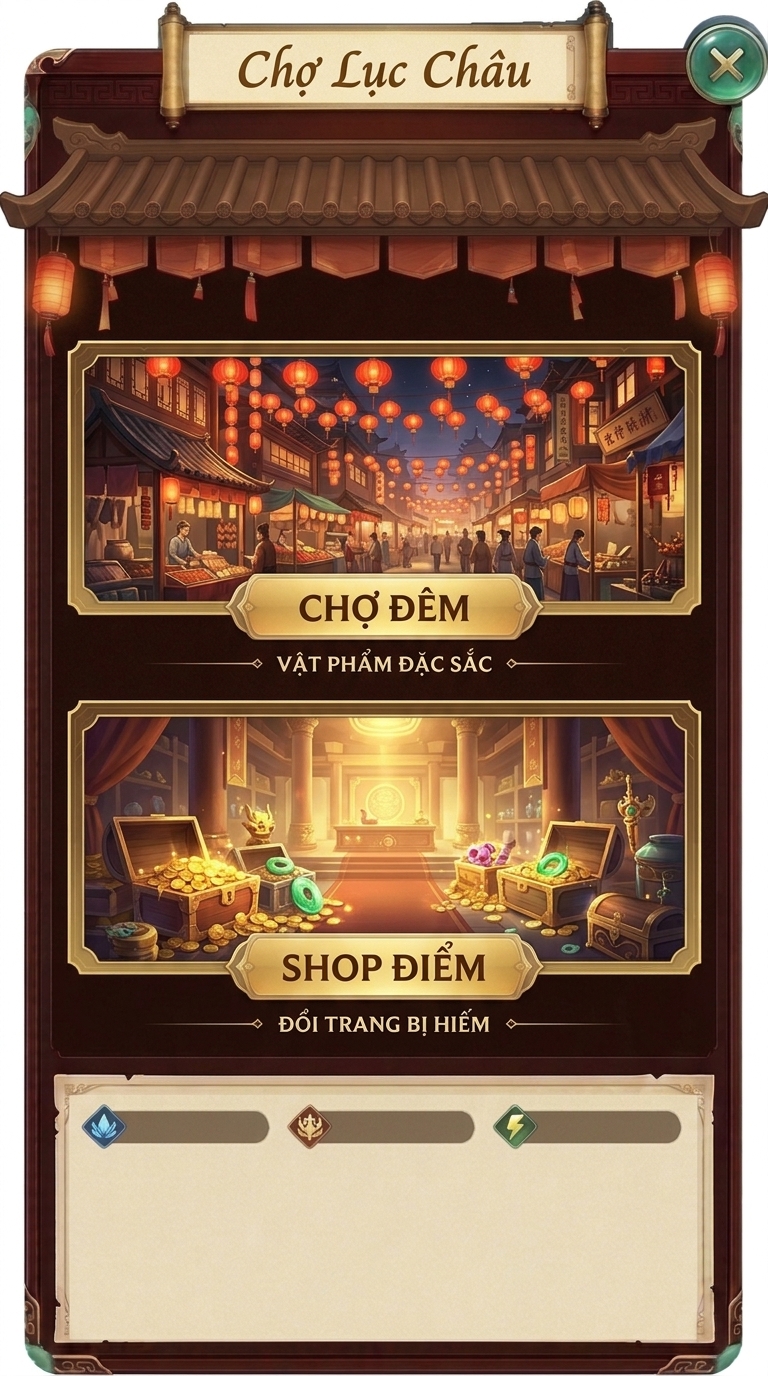 Chợ Lục Châu
CHỢ ĐÊM
VẬT PHẨM ĐẶC SẮC
SHOP ĐIỂM
ĐỔI TRANG BỊ HIẾM